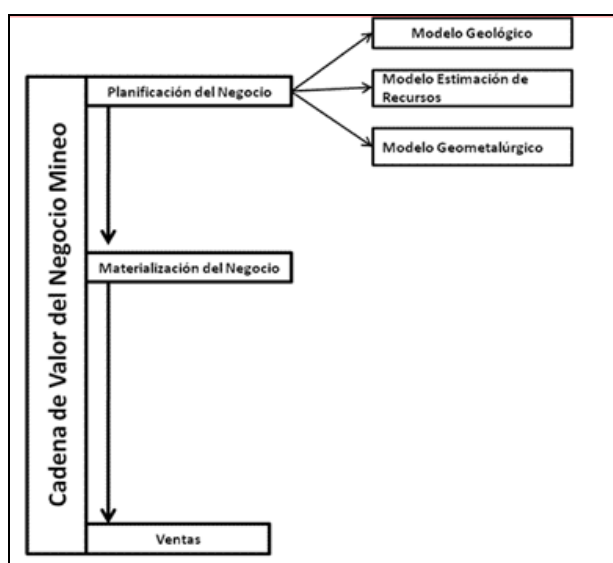 Modelo Geológico
Planificación del Negocio
Modelo Estimación de
Recursos
Modelo Geometalúrgico
Cadena de Valor del Negocio Mineo
Materialización del Negocio
Ventas